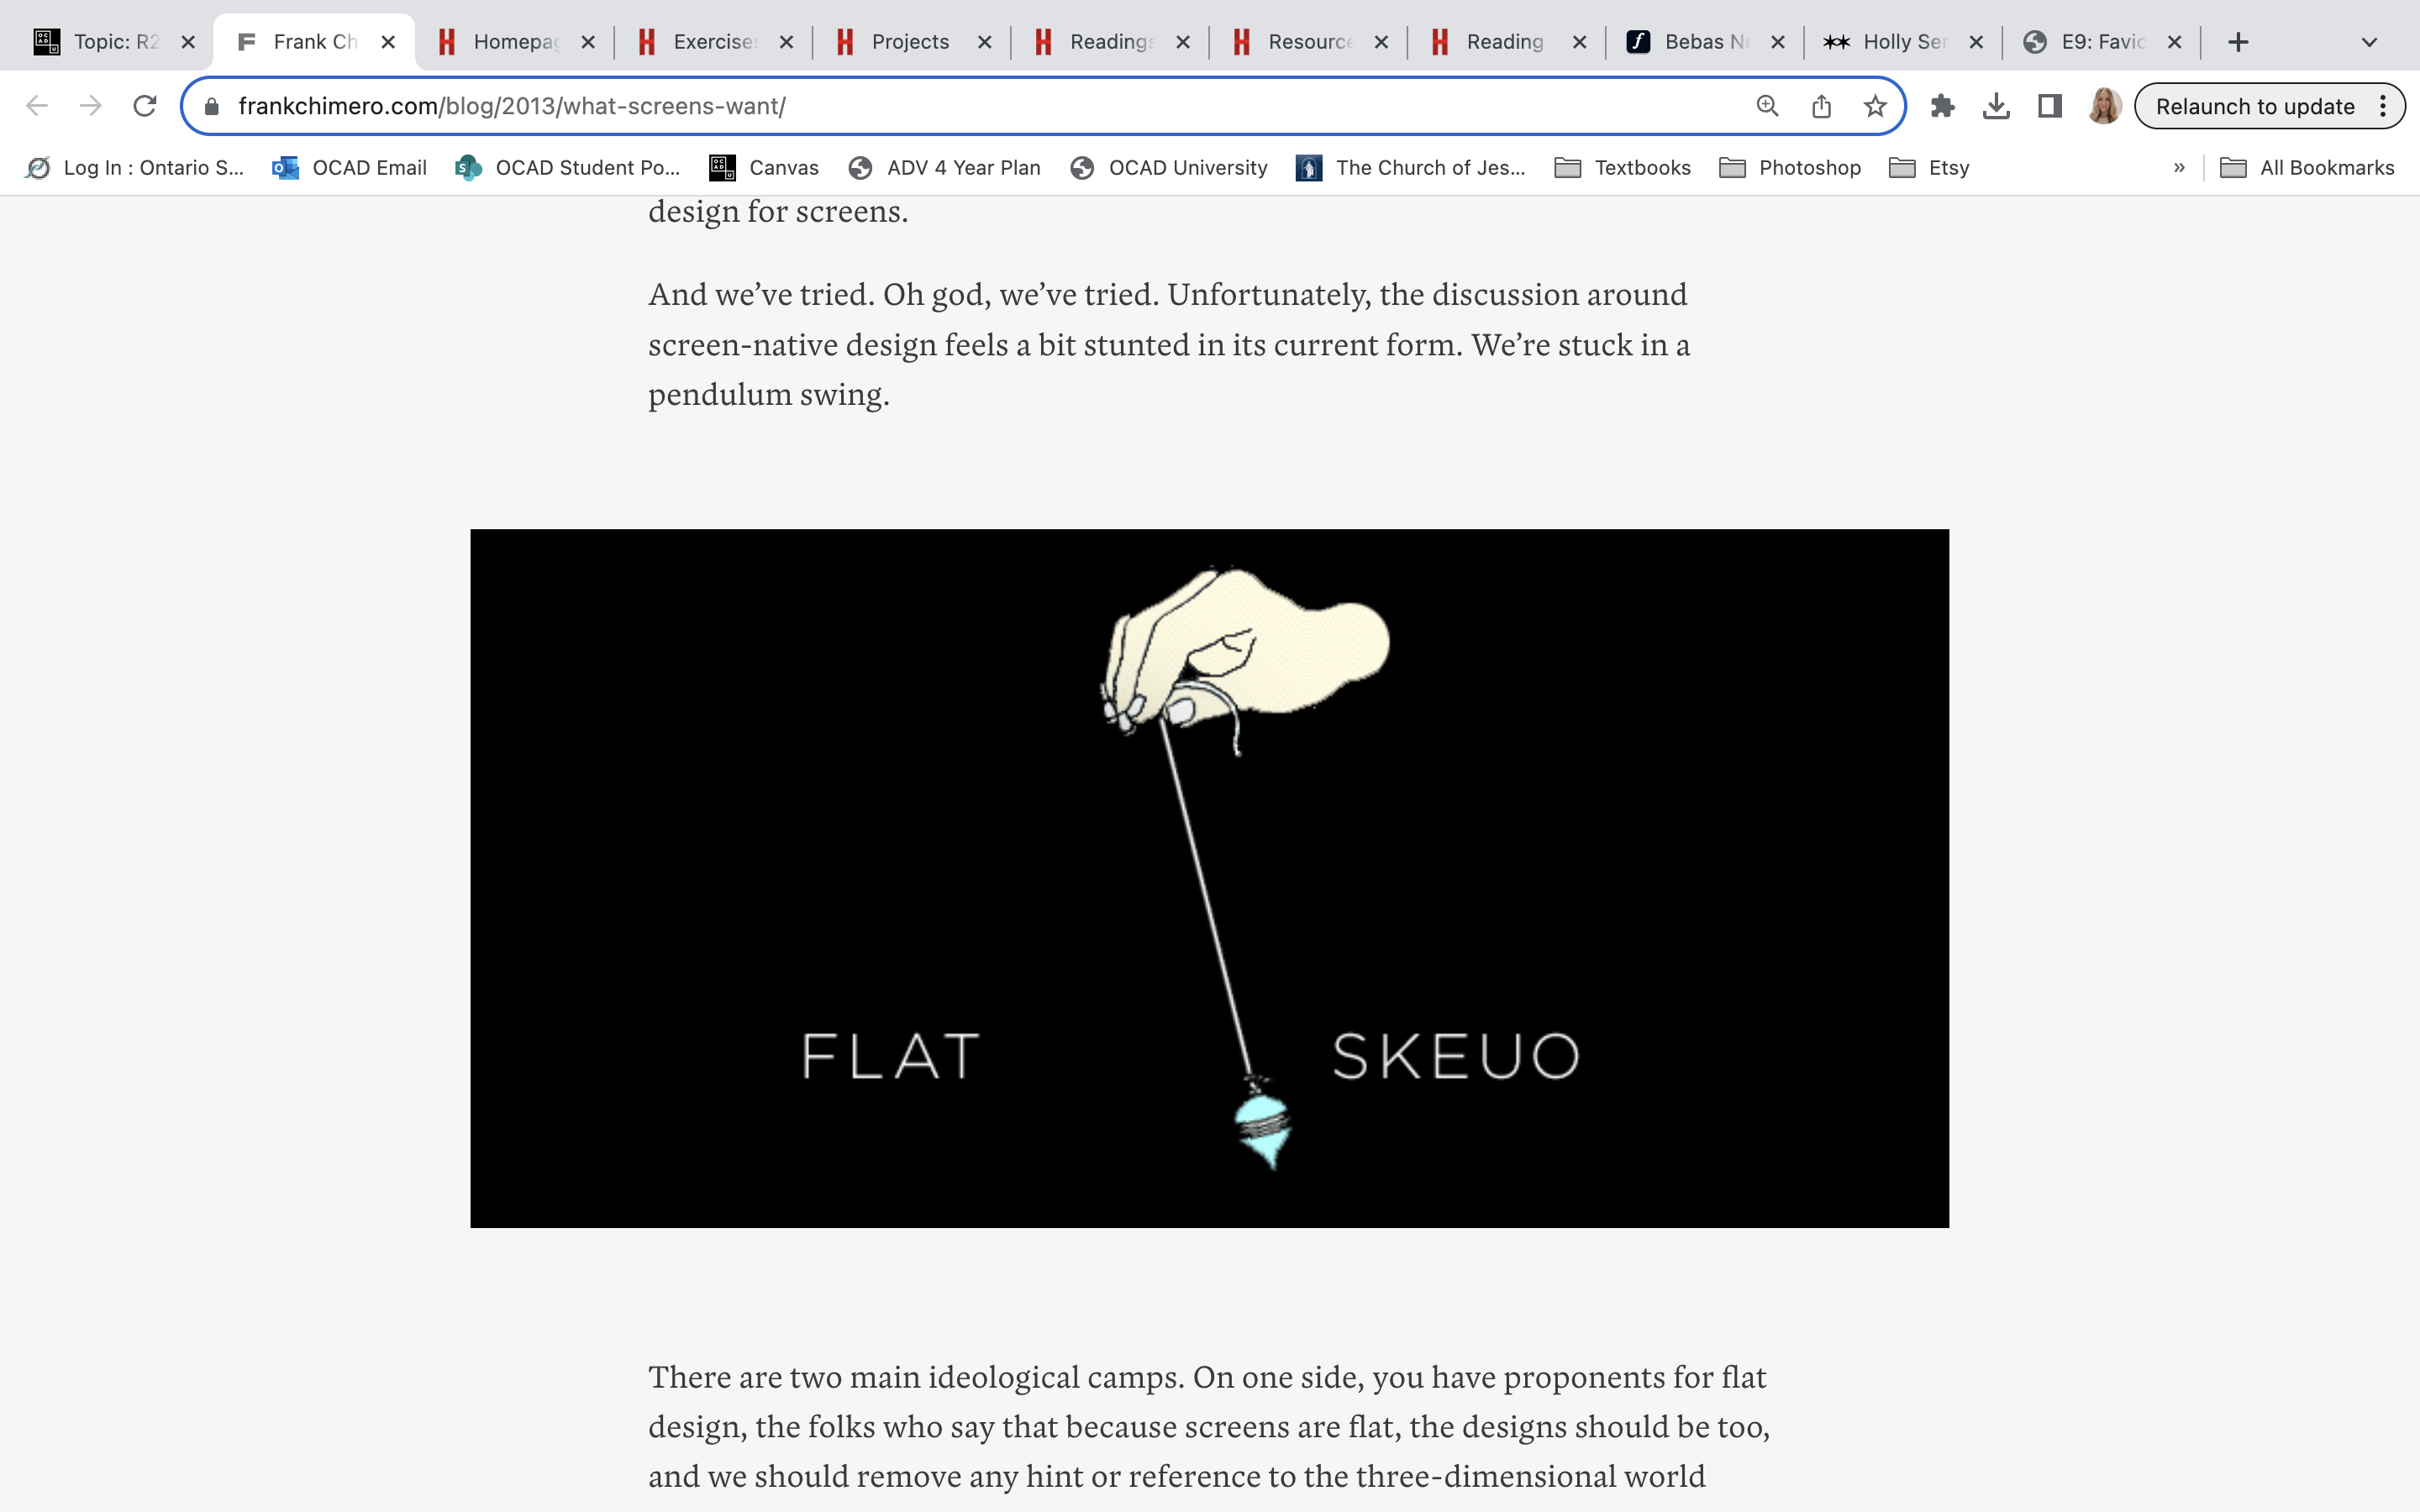 Topic: R2
Frank Ch
Homepag
Exercise
Projects
Readings
Resource
Reading
Bebas Ne
Holly Ser
E9: Favic
frankchimero.com/blog/2013/what-screens-want/
Relaunch to update
Log In : Ontario S...
OCAD Email
OCAD Student Po...
Canvas
ADV 4 Year Plan
OCAD University
The Church of Jes...
Textbooks
Photoshop
Etsy
»
All Bookmarks
design for screens.
And we’ve tried. Oh god, we’ve tried. Unfortunately, the discussion around
screen-native design feels a bit stunted in its current form. We’re stuck in a
pendulum swing.
FLAT
SKEUO
There are two main ideological camps. On one side, you have proponents for flat
design, the folks who say that because screens are flat, the designs should be too,
and we should remove any hint or reference to the three-dimensional world